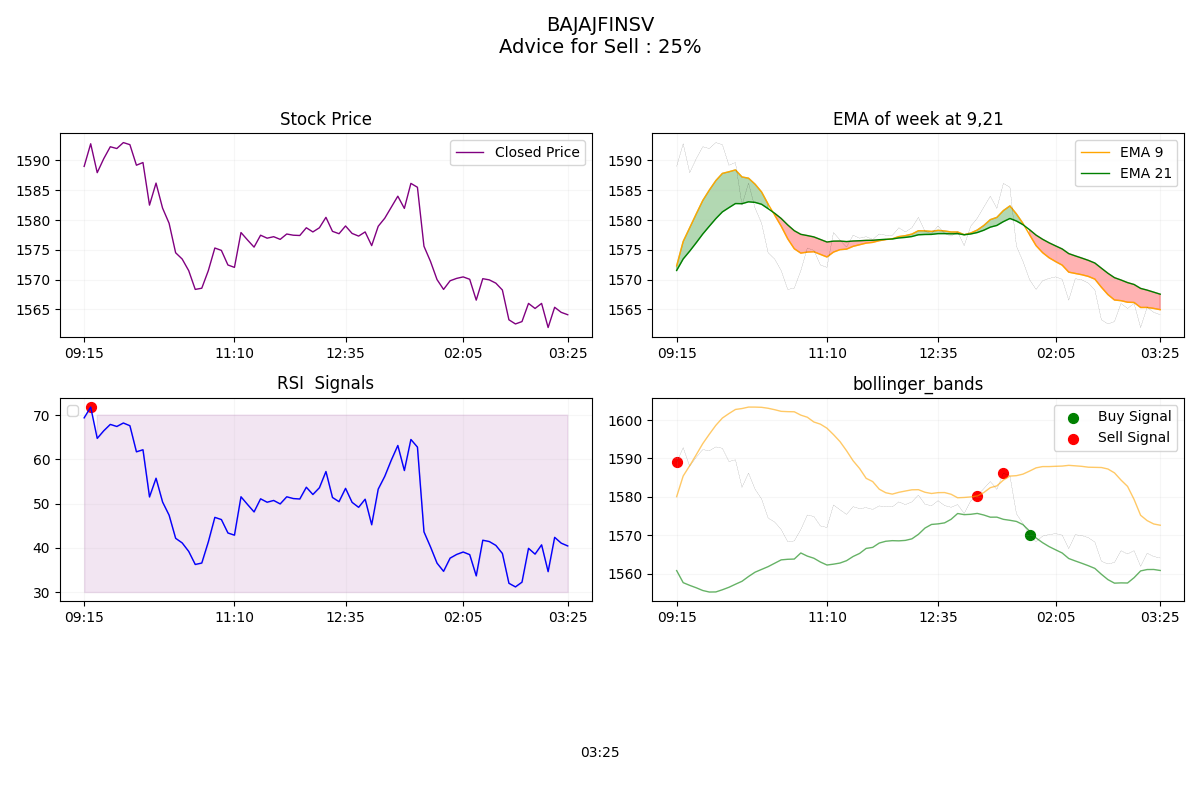 BAJAJFINSV
Advice for Sell : 25%
Stock Price
1590
1585
1580
1575
1570
1565
Closed Price
09:15 11:10 12:35 02:05 03:25
EMA of week at 9,21
1590
1585
1580
1575
1570
1565
EMA 9
EMA 21
09:15 11:10 12:35 02:05 03:25
RSI  Signals
70
60
50
40
30
09:15 11:10 12:35 02:05 03:25
bollinger_bands
1600
1590
1580
1570
1560
Buy Signal
Sell Signal
09:15 11:10 12:35 02:05 03:25
03:25